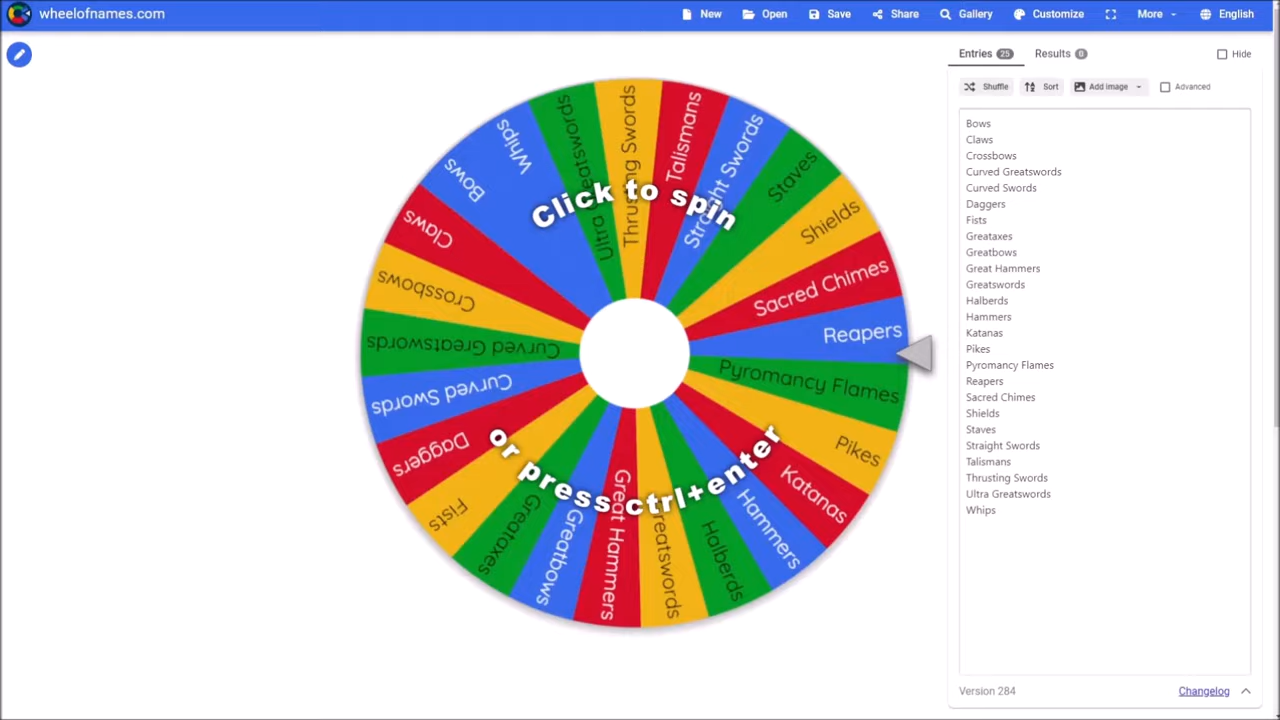 wheelofnames.com
New
Open
Save
Share
Gallery
Customize
More
English
Entries 25
Results 0
Hide
Shuffle
Sort
Add image
Advanced
Bows
Claws
Crossbows
Curved Greatswords
Curved Swords
Daggers
Fists
Greataxes
Greatbows
Great Hammers
Greatswords
Halberds
Hammers
Katanas
Pikes
Pyromancy Flames
Reapers
Sacred Chimes
Shields
Staves
Straight Swords
Talismans
Thrusting Swords
Ultra Greatswords
Whips
Version 284
Changelog
Click to spin
or press ctrl+enter
Whips
Ultra Greatswords
Thrusting Swords
Talismans
Straight Swords
Staves
Shields
Sacred Chimes
Reapers
Pyromancy Flames
Pikes
Katanas
Hammers
Halberds
Greatswords
Great Hammers
Greatbows
Greataxes
Fists
Daggers
Curved Swords
Curved Greatswords
Crossbows
Claws
Bows